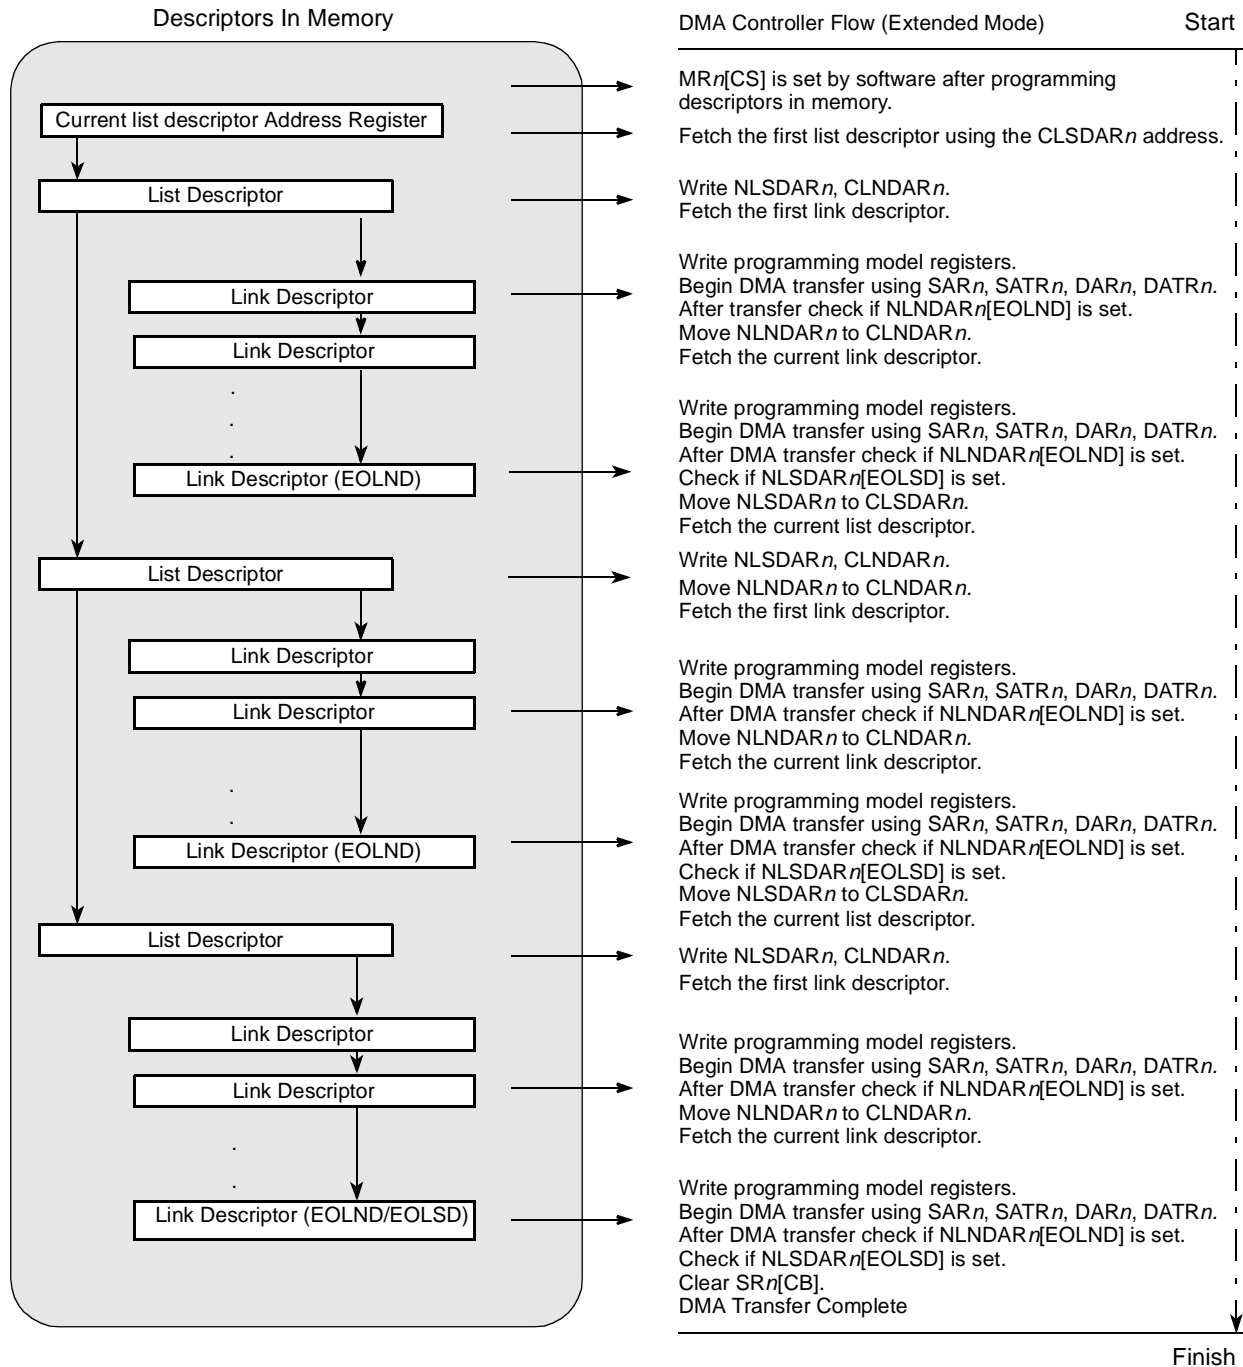 Descriptors In Memory
DMA Controller Flow (Extended Mode)
Start
MRn[CS] is set by software after programming
descriptors in memory.
Current list descriptor Address Register
Fetch the first list descriptor using the CLSDARn address.
List Descriptor
Write NLSDARn, CLNDARn.
Fetch the first link descriptor.
Write programming model registers.
Link Descriptor
Begin DMA transfer using SARn, SATRn, DARn, DATRn.
After transfer check if NLNDARn[EOLND] is set.
Move NLNDARn to CLNDARn.
Link Descriptor
Fetch the current link descriptor.
.
.
.
Write programming model registers.
Begin DMA transfer using SARn, SATRn, DARn, DATRn.
After DMA transfer check if NLNDARn[EOLND] is set.
Link Descriptor (EOLND)
Check if NLSDARn[EOLSD] is set.
Move NLSDARn to CLSDARn.
Fetch the current list descriptor.
Write NLSDARn, CLNDARn.
List Descriptor
Move NLNDARn to CLNDARn.
Fetch the first link descriptor.
Link Descriptor
Write programming model registers.
Begin DMA transfer using SARn, SATRn, DARn, DATRn.
Link Descriptor
After DMA transfer check if NLNDARn[EOLND] is set.
Move NLNDARn to CLNDARn.
Fetch the current link descriptor.
.
.
Write programming model registers.
Begin DMA transfer using SARn, SATRn, DARn, DATRn.
Link Descriptor (EOLND)
After DMA transfer check if NLNDARn[EOLND] is set.
Check if NLSDARn[EOLSD] is set.
Move NLSDARn to CLSDARn.
Fetch the current list descriptor.
List Descriptor
Write NLSDARn, CLNDARn.
Fetch the first link descriptor.
Link Descriptor
Write programming model registers.
Begin DMA transfer using SARn, SATRn, DARn, DATRn.
Link Descriptor
After DMA transfer check if NLNDARn[EOLND] is set.
Move NLNDARn to CLNDARn.
Fetch the current link descriptor.
.
.
Write programming model registers.
Link Descriptor (EOLND/EOLSD)
Begin DMA transfer using SARn, SATRn, DARn, DATRn.
After DMA transfer check if NLNDARn[EOLND] is set.
Check if NLSDARn[EOLSD] is set.
Clear SRn[CB].
DMA Transfer Complete
Finish